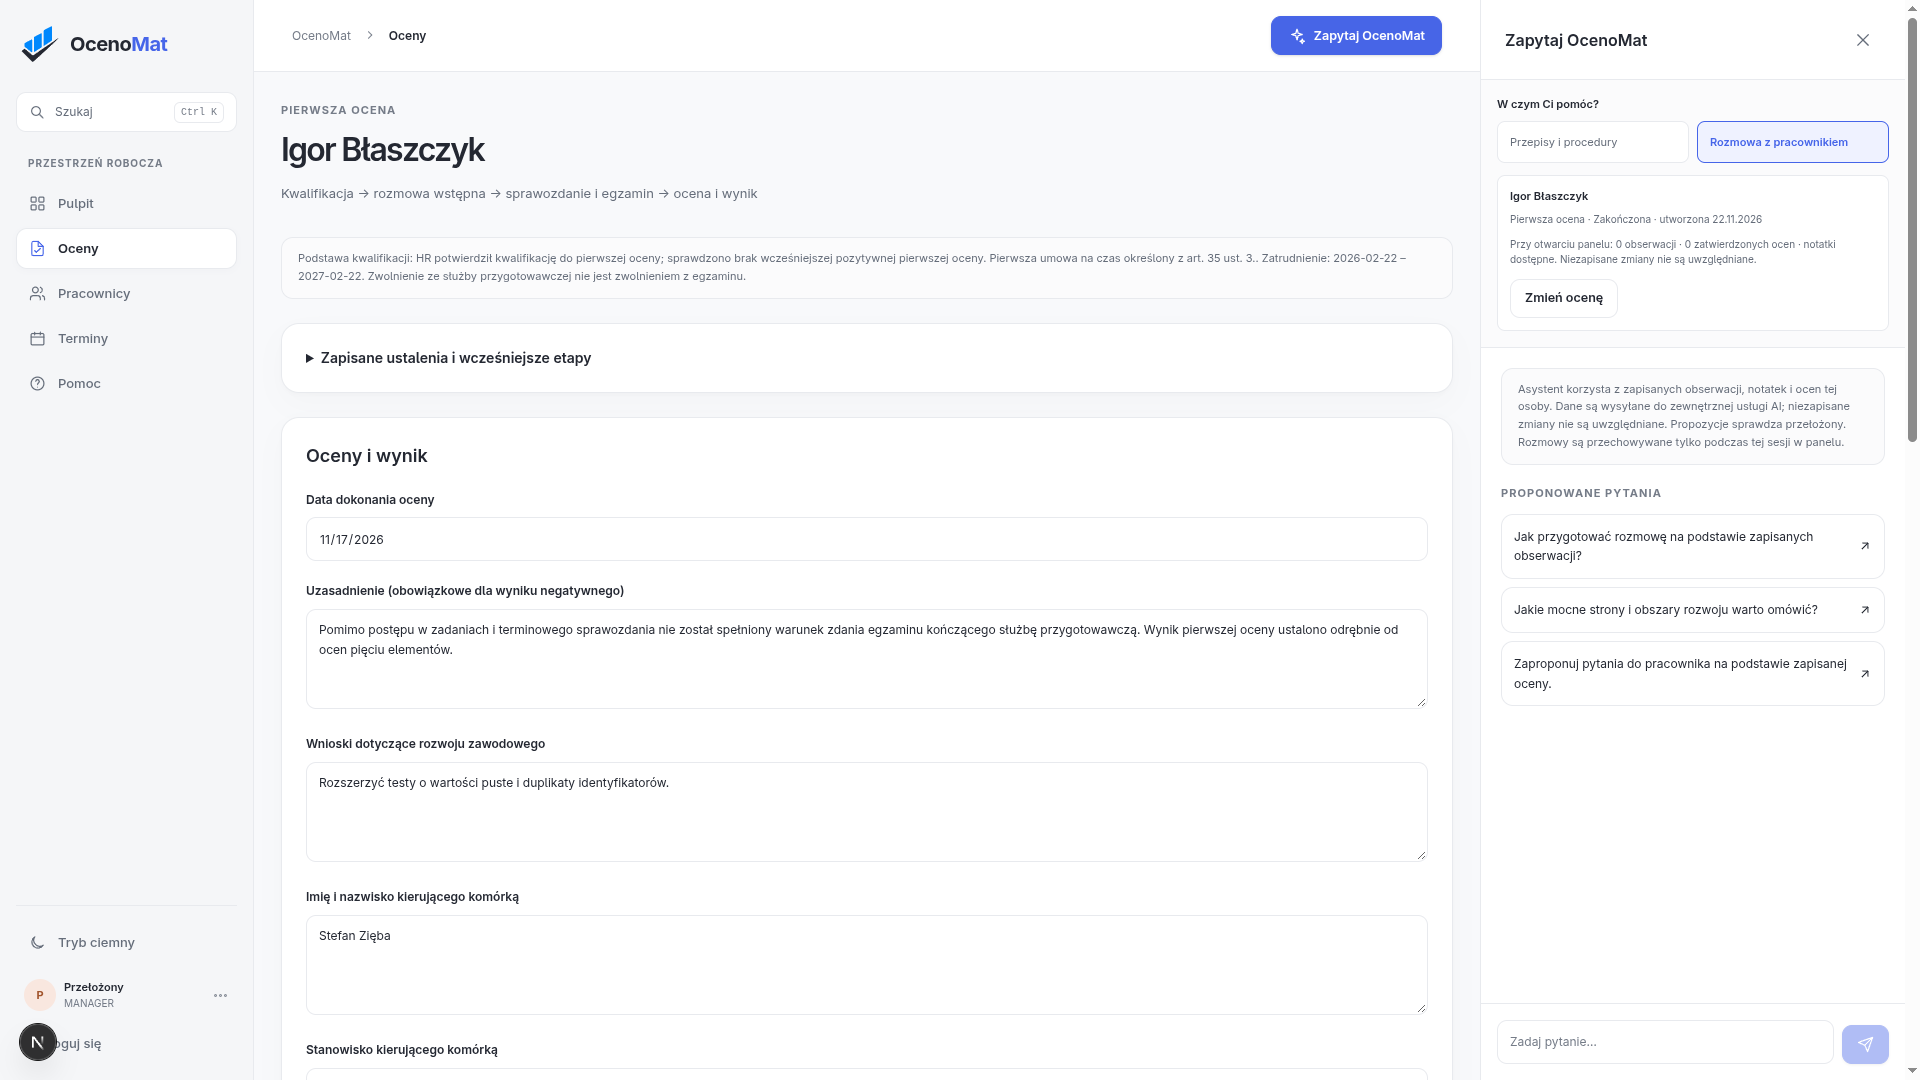 OcenoMat
Szukaj
Ctrl K
PRZESTRZEŃ ROBOCZA
Pulpit
Oceny
Pracownicy
Terminy
Pomoc
Tryb ciemny
P
Przełożony
MANAGER
N
oguj się
OcenoMat
Oceny
Zapytaj OcenoMat
PIERWSZA OCENA
Igor Błaszczyk
Kwalifikacja → rozmowa wstępna → sprawozdanie i egzamin → ocena i wynik
Podstawa kwalifikacji: HR potwierdził kwalifikację do pierwszej oceny; sprawdzono brak wcześniejszej pozytywnej pierwszej oceny. Pierwsza umowa na czas określony z art. 35 ust. 3.. Zatrudnienie: 2026-02-22 –
2027-02-22. Zwolnienie ze służby przygotowawczej nie jest zwolnieniem z egzaminu.
Zapisane ustalenia i wcześniejsze etapy
Oceny i wynik
Data dokonania oceny
11/17/2026
Uzasadnienie (obowiązkowe dla wyniku negatywnego)
Pomimo postępu w zadaniach i terminowego sprawozdania nie został spełniony warunek zdania egzaminu kończącego służbę przygotowawczą. Wynik pierwszej oceny ustalono odrębnie od
ocen pięciu elementów.
Wnioski dotyczące rozwoju zawodowego
Rozszerzyć testy o wartości puste i duplikaty identyfikatorów.
Imię i nazwisko kierującego komórką
Stefan Zięba
Stanowisko kierującego komórką
Zapytaj OcenoMat
W czym Ci pomóc?
Przepisy i procedury
Rozmowa z pracownikiem
Igor Błaszczyk
Pierwsza ocena · Zakończona · utworzona 22.11.2026
Przy otwarciu panelu: 0 obserwacji · 0 zatwierdzonych ocen · notatki
dostępne. Niezapisane zmiany nie są uwzględniane.
Zmień ocenę
Asystent korzysta z zapisanych obserwacji, notatek i ocen tej
osoby. Dane są wysyłane do zewnętrznej usługi AI; niezapisane
zmiany nie są uwzględniane. Propozycje sprawdza przełożony.
Rozmowy są przechowywane tylko podczas tej sesji w panelu.
PROPONOWANE PYTANIA
Jak przygotować rozmowę na podstawie zapisanych
obserwacji?
Jakie mocne strony i obszary rozwoju warto omówić?
Zaproponuj pytania do pracownika na podstawie zapisanej
oceny.
Zadaj pytanie...